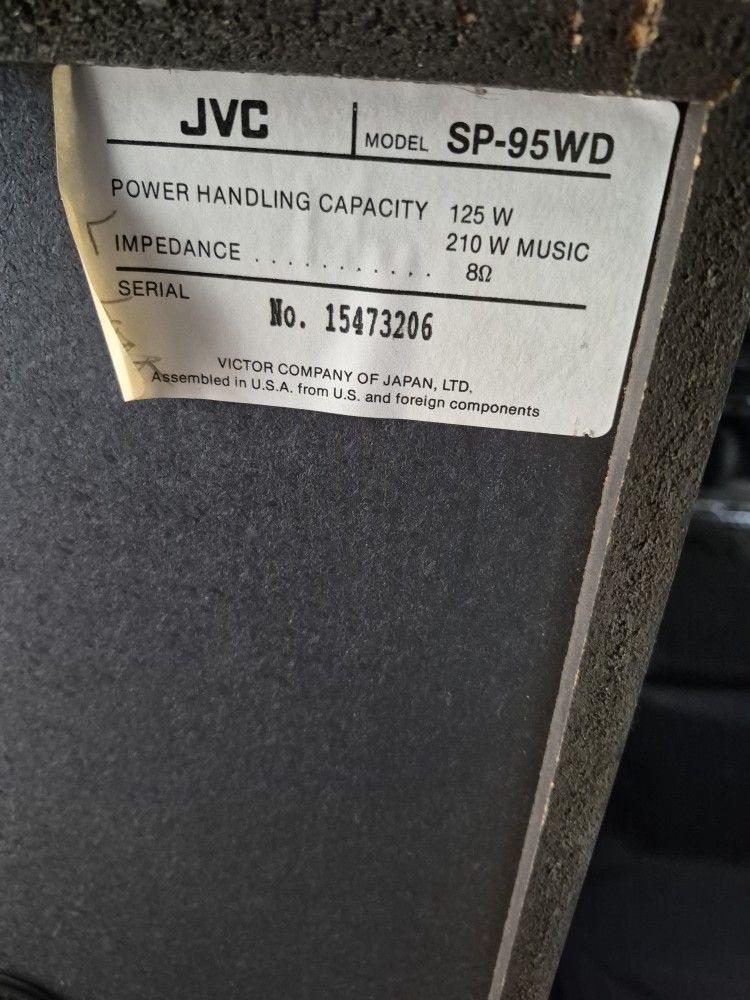 JVC MODEL SP-95WD
POWER HANDLING CAPACITY 125 W
210 W MUSIC
IMPEDANCE . . . . . . . . . . . 8Ω
SERIAL
No. 15473206
VICTOR COMPANY OF JAPAN, LTD.
Assembled in U.S.A. from U.S. and foreign components